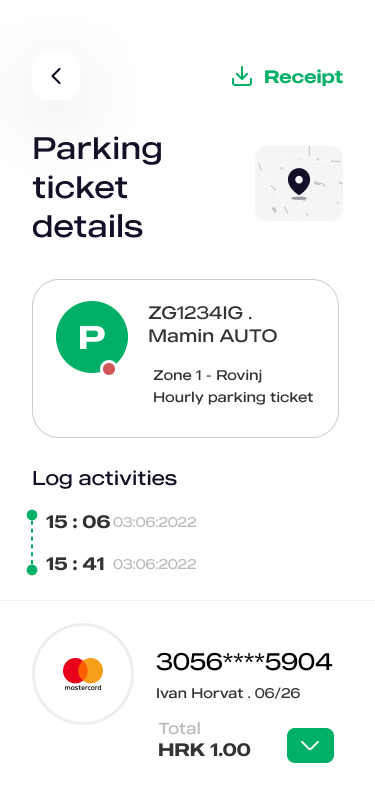 Receipt
Parking
ticket
details
P
ZG1234IG .
Mamin AUTO
Zone 1 - Rovinj
Hourly parking ticket
Log activities
15 : 06 03:06:2022
15 : 41 03:06:2022
mastercard
3056****5904
Ivan Horvat . 06/26
Total
HRK 1.00